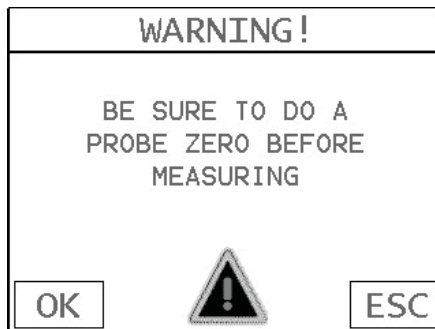 WARNING!
BE SURE TO DO A
PROBE ZERO BEFORE
MEASURING
OK
ESC